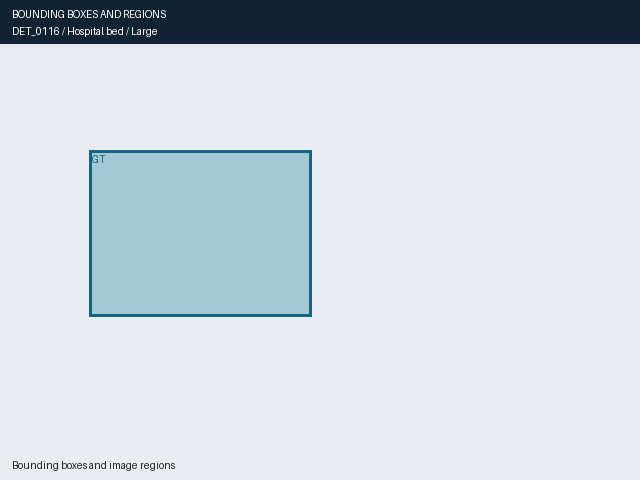 BOUNDING BOXES AND REGIONS
DET_0116 / Hospital bed / Large
GT
Bounding boxes and image regions